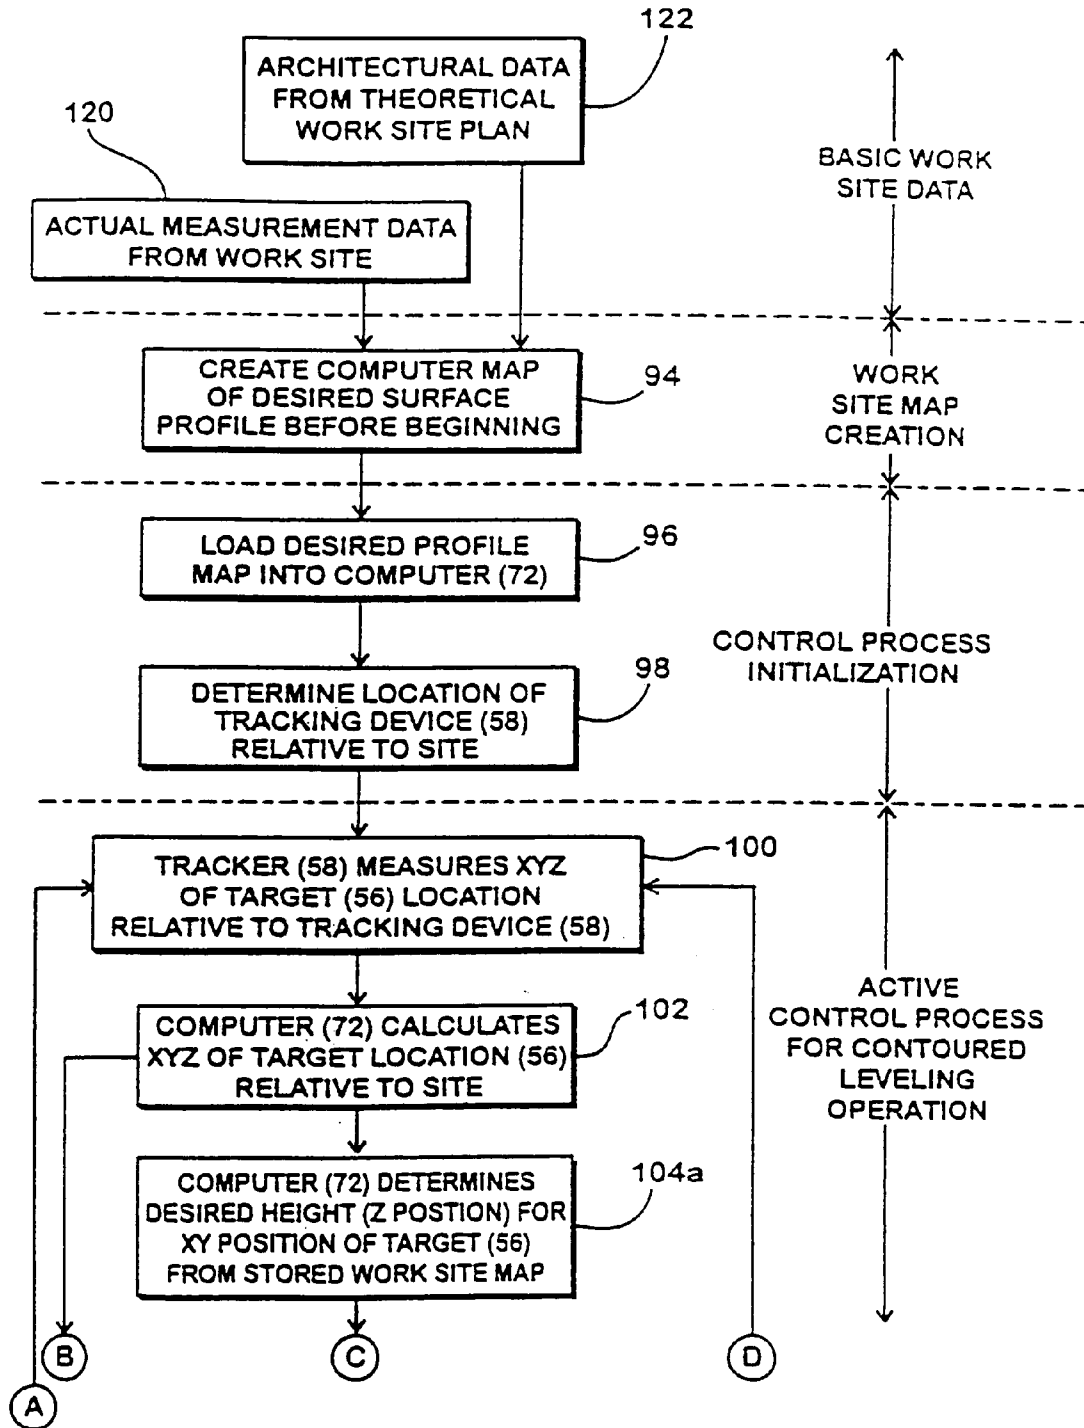 122
ARCHITECTURAL DATA
FROM THEORETICAL
WORK SITE PLAN
120
BASIC WORK
SITE DATA
ACTUAL MEASUREMENT DATA
FROM WORK SITE
CREATE COMPUTER MAP
OF DESIRED SURFACE
PROFILE BEFORE BEGINNING
94
WORK
SITE MAP
CREATION
LOAD DESIRED PROFILE
MAP INTO COMPUTER (72)
96
CONTROL PROCESS
INITIALIZATION
DETERMINE LOCATION OF
TRACKING DEVICE (58)
RELATIVE TO SITE
98
TRACKER (58) MEASURES XYZ
OF TARGET (56) LOCATION
RELATIVE TO TRACKING DEVICE (58)
100
COMPUTER (72) CALCULATES
XYZ OF TARGET LOCATION (56)
RELATIVE TO SITE
102
ACTIVE
CONTROL PROCESS
FOR CONTOURED
LEVELING
OPERATION
COMPUTER (72) DETERMINES
DESIRED HEIGHT (Z POSTION) FOR
XY POSITION OF TARGET (56)
FROM STORED WORK SITE MAP
104a
B
C
D
A